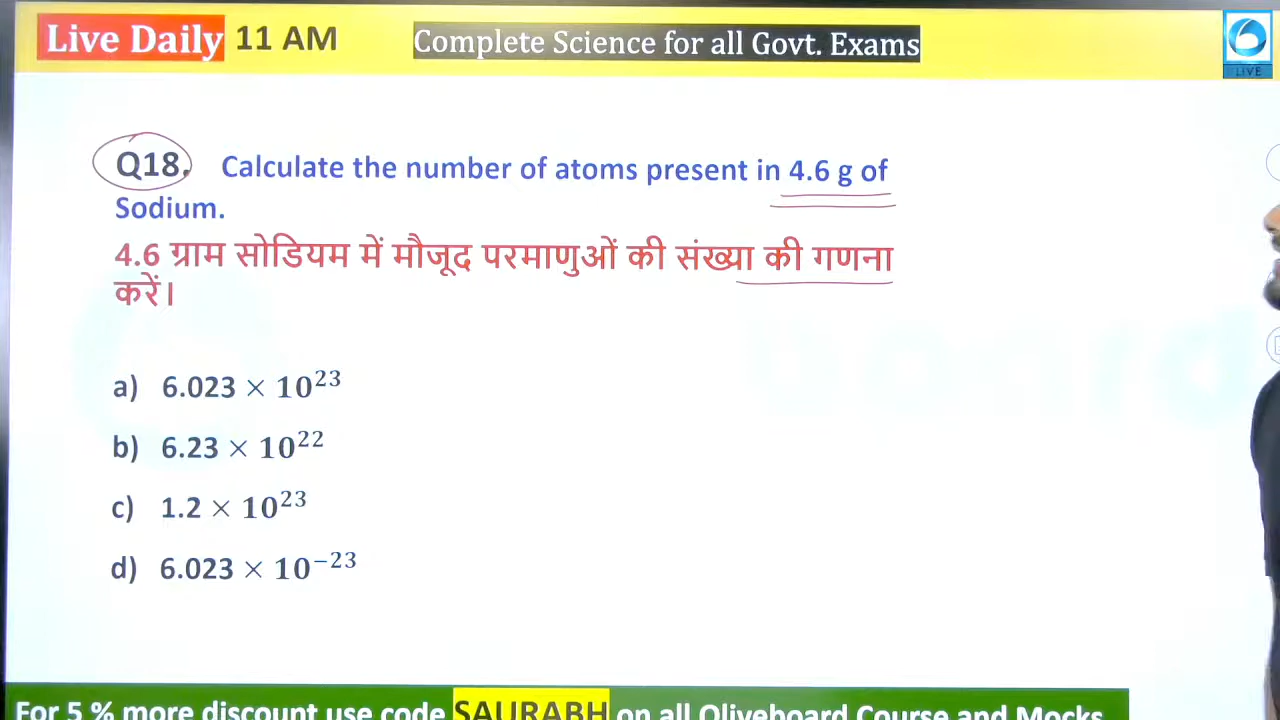 Live Daily 11 AM Complete Science for all Govt. Exams
LIVE
Q18. Calculate the number of atoms present in 4.6 g of
Sodium.
4.6 ग्राम सोडियम में मौजूद परमाणुओं की संख्या की गणना
करें।
a) 6.023 × 10²³
b) 6.23 × 10²²
c) 1.2 × 10²³
d) 6.023 × 10⁻²³
For 5 % more discount use code SAURABH on all Oliveboard Course and Mocks